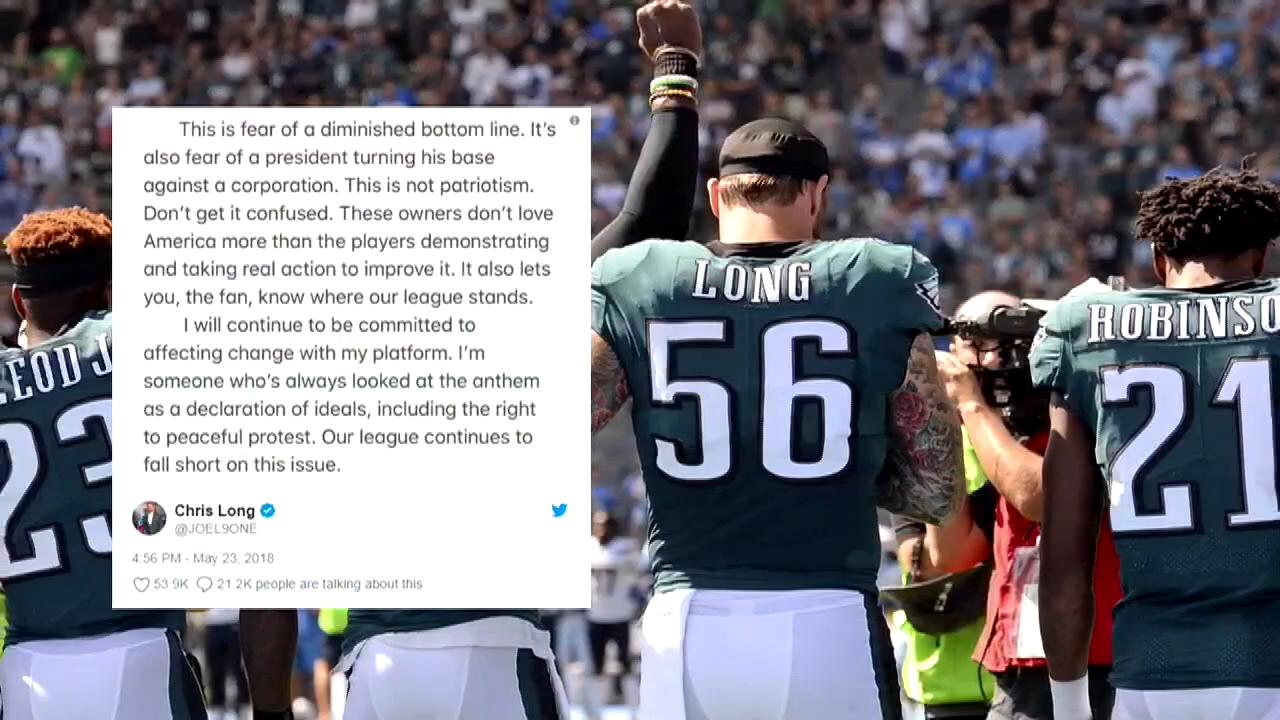 This is fear of a diminished bottom line. It's
also fear of a president turning his base
against a corporation. This is not patriotism.
Don't get it confused. These owners don't love
America more than the players demonstrating
and taking real action to improve it. It also lets
you, the fan, know where our league stands.
I will continue to be committed to
affecting change with my platform. I'm
someone who's always looked at the anthem
as a declaration of ideals, including the right
to peaceful protest. Our league continues to
fall short on this issue.
Chris Long
@JOEL9ONE
4:56 PM - May 23, 2018
53.9K 21.2K people are talking about this
LEOD J
23
LONG
56
ROBINSO
21